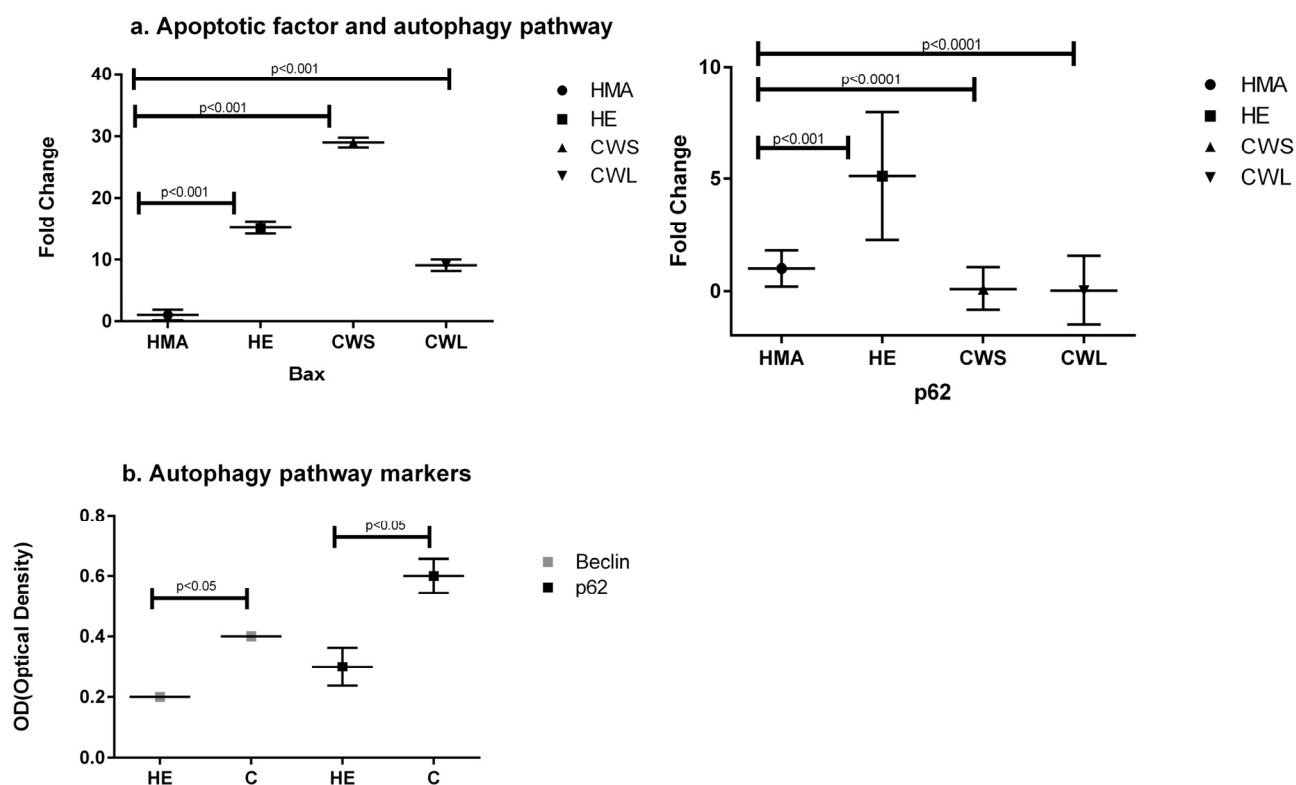 a. Apoptotic factor and autophagy pathway
Fold Change
40
30
20
10
0
p<0.001
p<0.001
p<0.001
HMA
HE
CWS
CWL
Bax
HMA
HE
CWS
CWL
Fold Change
10
5
0
p<0.0001
p<0.0001
p<0.001
HMA
HE
CWS
CWL
p62
HMA
HE
CWS
CWL
b. Autophagy pathway markers
OD(Optical Density)
0.8
0.6
0.4
0.2
0.0
p<0.05
p<0.05
HE
C
HE
C
Beclin
p62